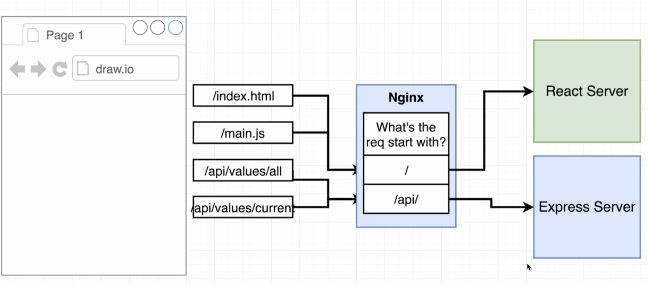 Page 1
draw.io
/index.html
/main.js
/api/values/all
/api/values/current
Nginx
What's the
req start with?
/
/api/
React Server
Express Server